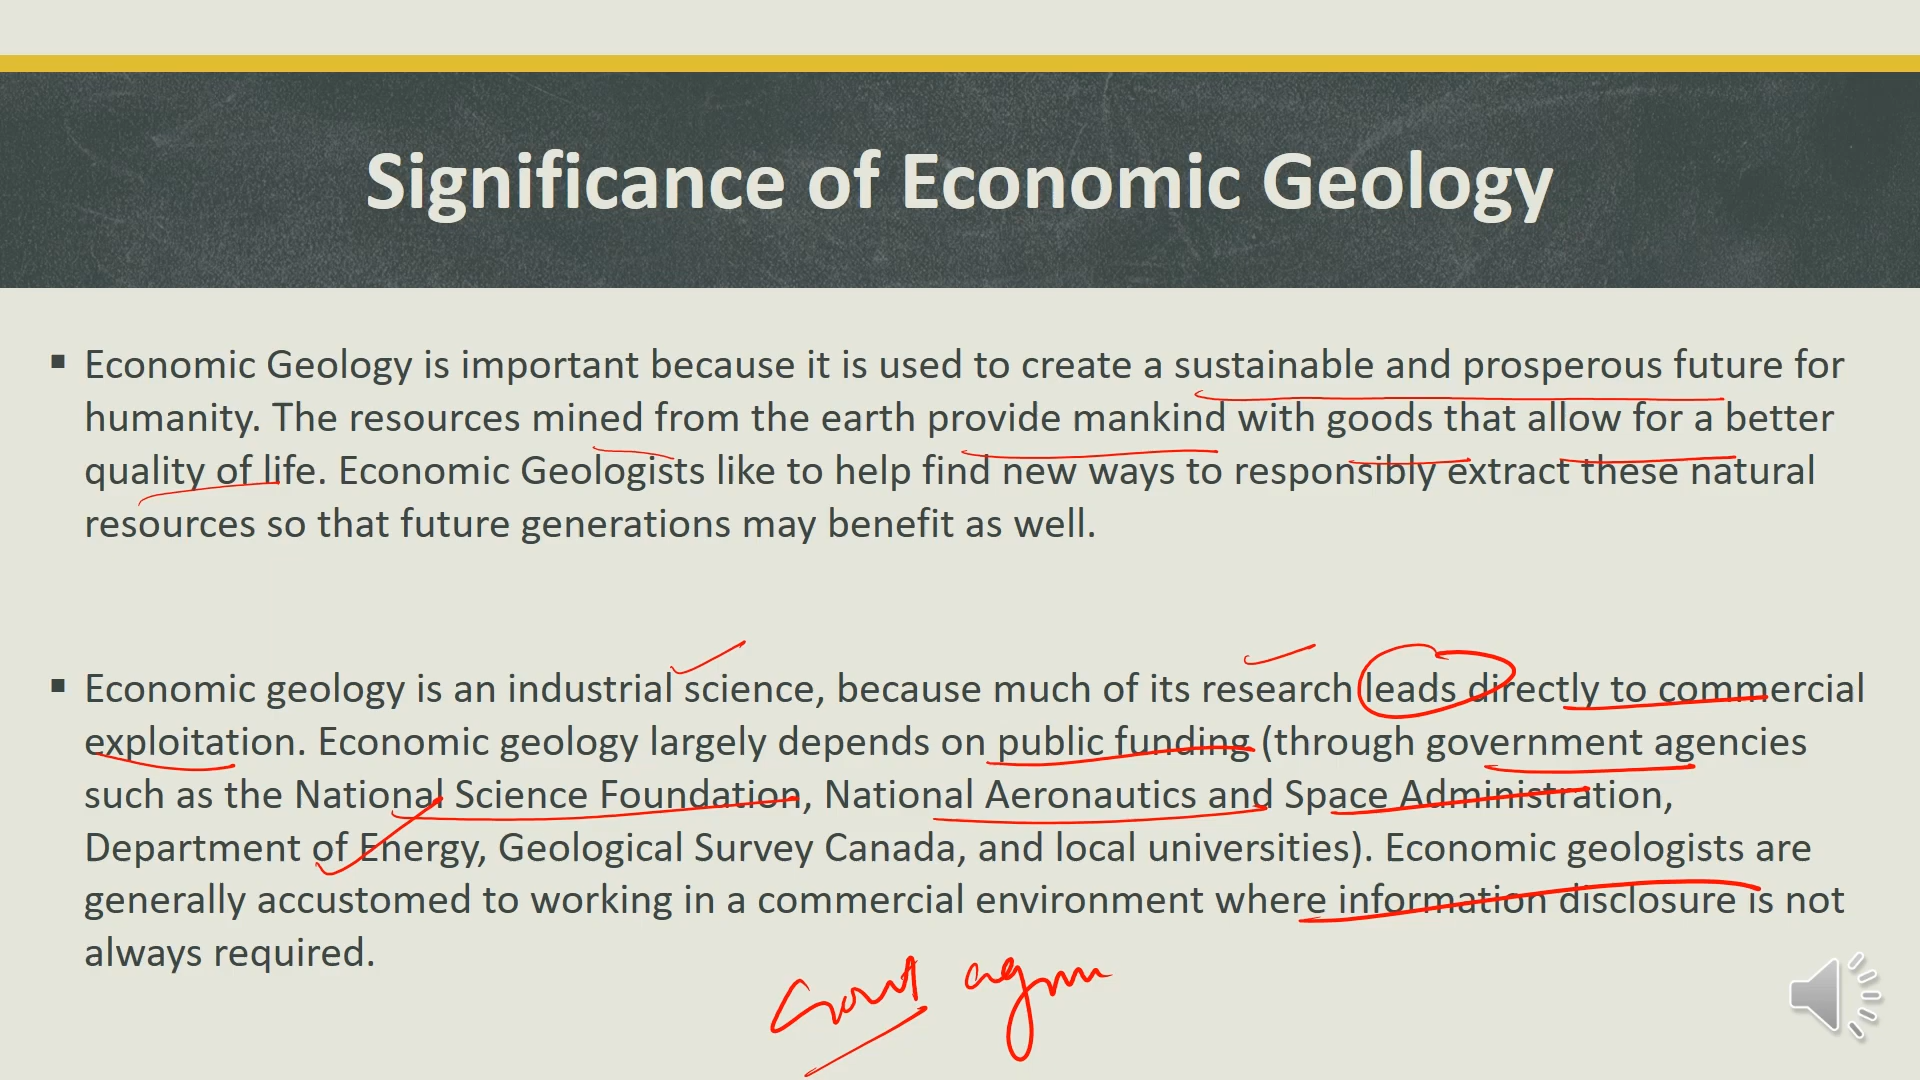 Significance of Economic Geology
▪ Economic Geology is important because it is used to create a sustainable and prosperous future for
humanity. The resources mined from the earth provide mankind with goods that allow for a better
quality of life. Economic Geologists like to help find new ways to responsibly extract these natural
resources so that future generations may benefit as well.
▪ Economic geology is an industrial science, because much of its research leads directly to commercial
exploitation. Economic geology largely depends on public funding (through government agencies
such as the National Science Foundation, National Aeronautics and Space Administration,
Department of Energy, Geological Survey Canada, and local universities). Economic geologists are
generally accustomed to working in a commercial environment where information disclosure is not
always required.